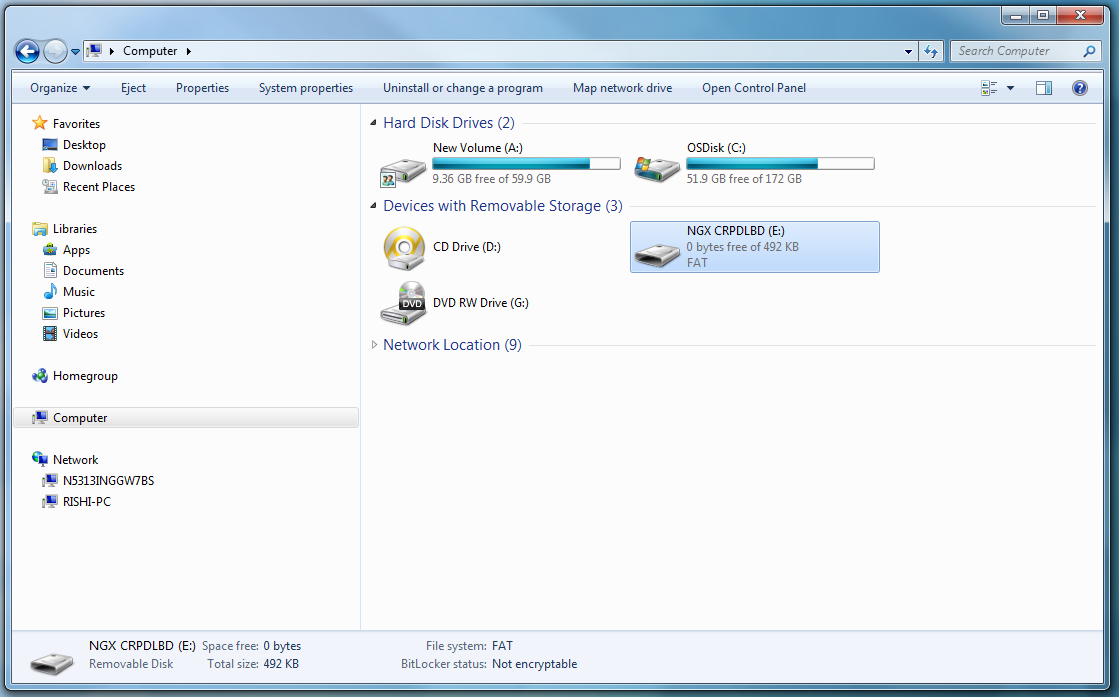 Computer
Search Computer
Organize Eject Properties System properties Uninstall or change a program Map network drive Open Control Panel
Favorites
Desktop
Downloads
Recent Places
Libraries
Apps
Documents
Music
Pictures
Videos
Homegroup
Computer
Network
N5313INGGW7BS
RISHI-PC
Hard Disk Drives (2)
New Volume (A:)
9.36 GB free of 59.9 GB
OSDisk (C:)
51.9 GB free of 172 GB
Devices with Removable Storage (3)
CD Drive (D:)
NGX CRPDLBD (E:)
0 bytes free of 492 KB
FAT
DVD
DVD RW Drive (G:)
Network Location (9)
NGX CRPDLBD (E:) Space free: 0 bytes File system: FAT
Removable Disk Total size: 492 KB BitLocker status: Not encryptable